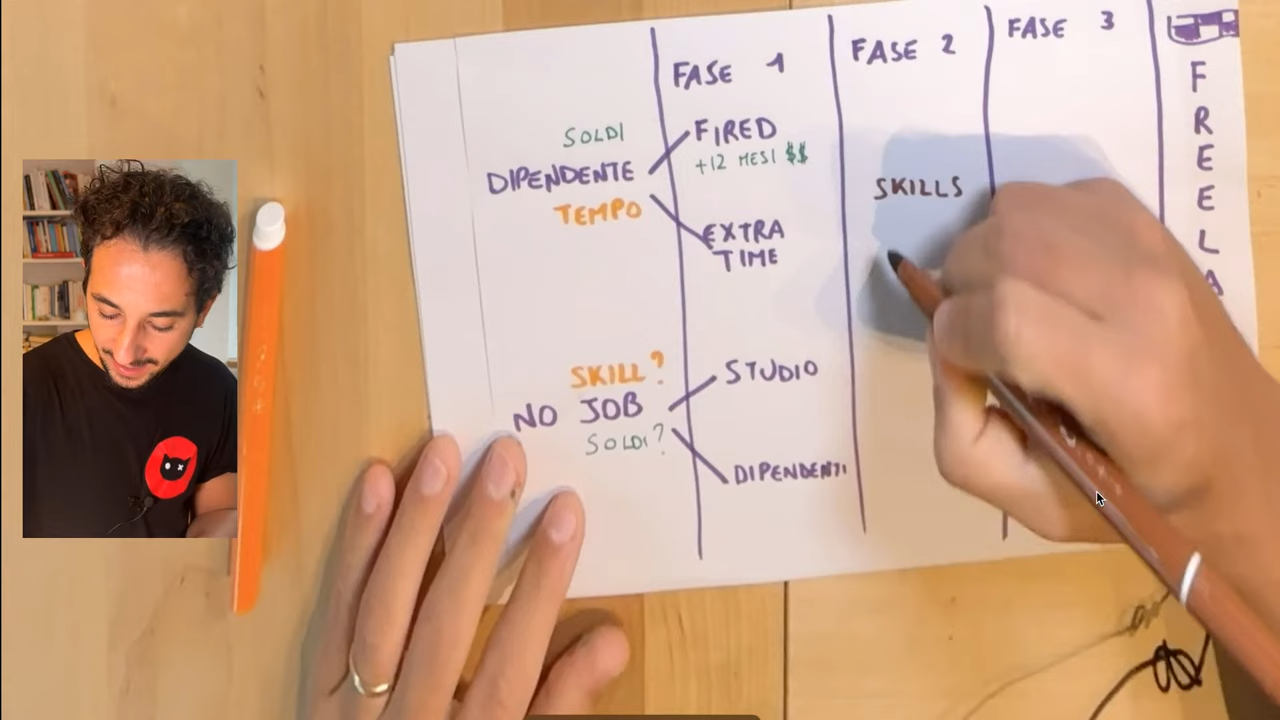 FASE 1
FASE 2
FASE 3
SOLDI
DIPENDENTE
TEMPO
FIRED
+12 MESI $$
EXTRA
TIME
SKILL?
NO JOB
SOLDI?
STUDIO
DIPENDENTI
SKILLS
F
R
E
E
L
A